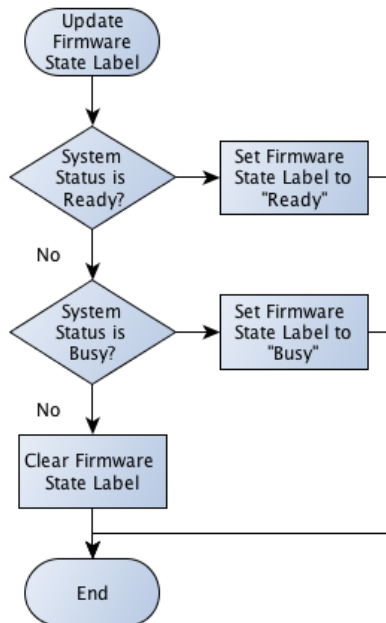 Update
Firmware
State Label
System
Status is
Ready?
Set Firmware
State Label to
"Ready"
No
System
Status is
Busy?
Set Firmware
State Label to
"Busy"
No
Clear Firmware
State Label
End